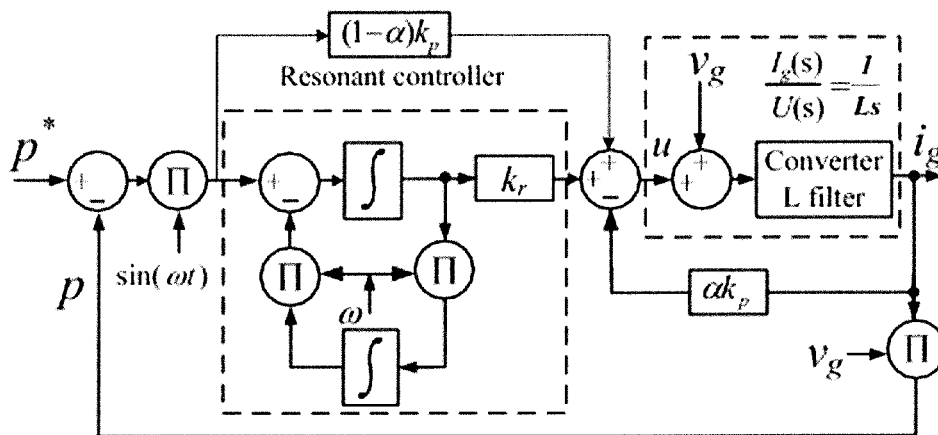 (1−α)k_p
Resonant controller
v_g
I_g(s)/U(s) = 1/Ls
p*
+
−
Π
sin(ωt)
+
−
∫
k_r
+
+
−
u
+
+
Converter
L filter
i_g
p
Π
ω
Π
∫
αk_p
v_g
Π